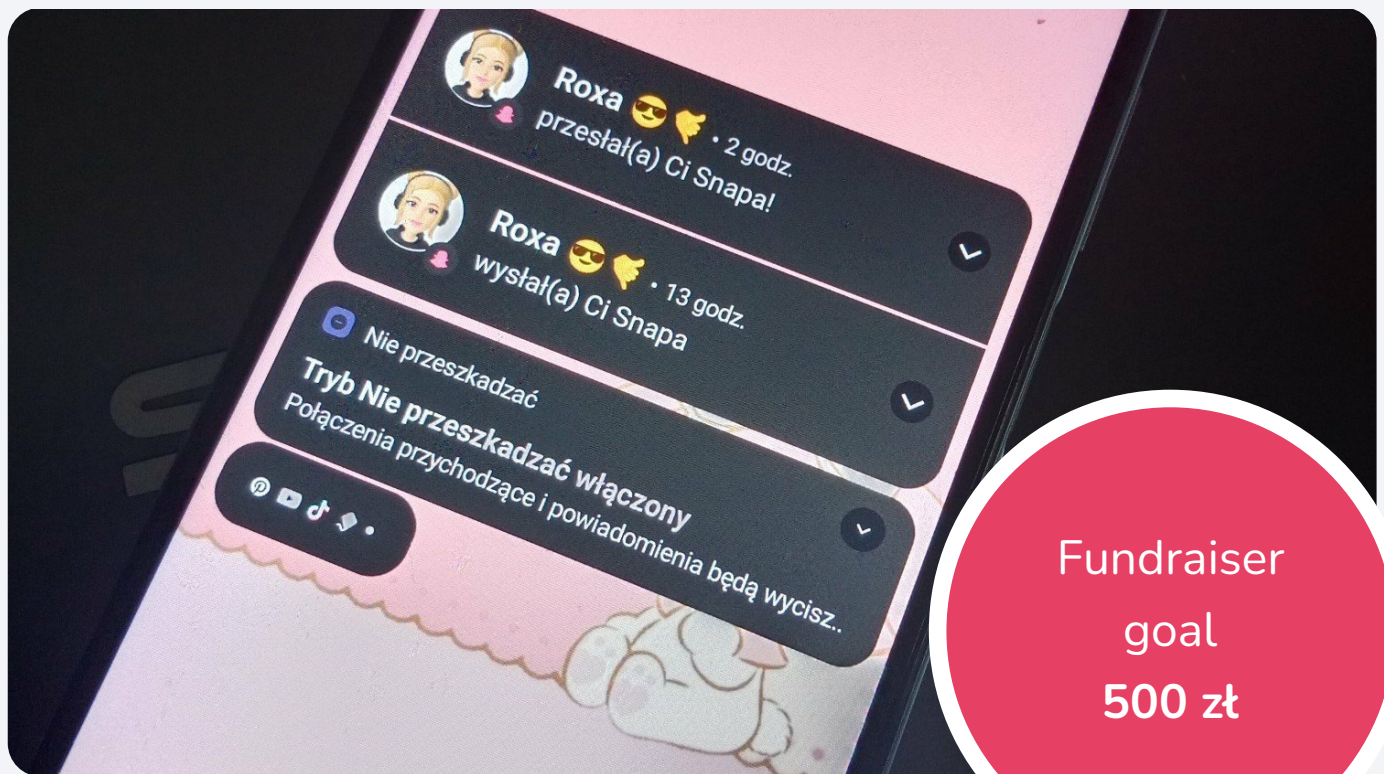 Roxa 😎🤙 • 2 godz.
przesłał(a) Ci Snapa!
Roxa 😎🤙 • 13 godz.
wysłał(a) Ci Snapa
Nie przeszkadzać
Tryb Nie przeszkadzać włączony
Połączenia przychodzące i powiadomienia będą wycisz..
Fundraiser
goal
500 zł